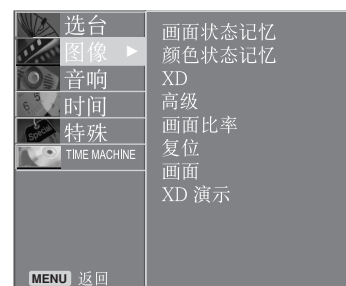 选台
图像
音响
时间
特殊
TIME MACHINE
画面状态记忆
颜色状态记忆
XD
高级
画面比率
复位
画面
XD 演示
MENU 返回